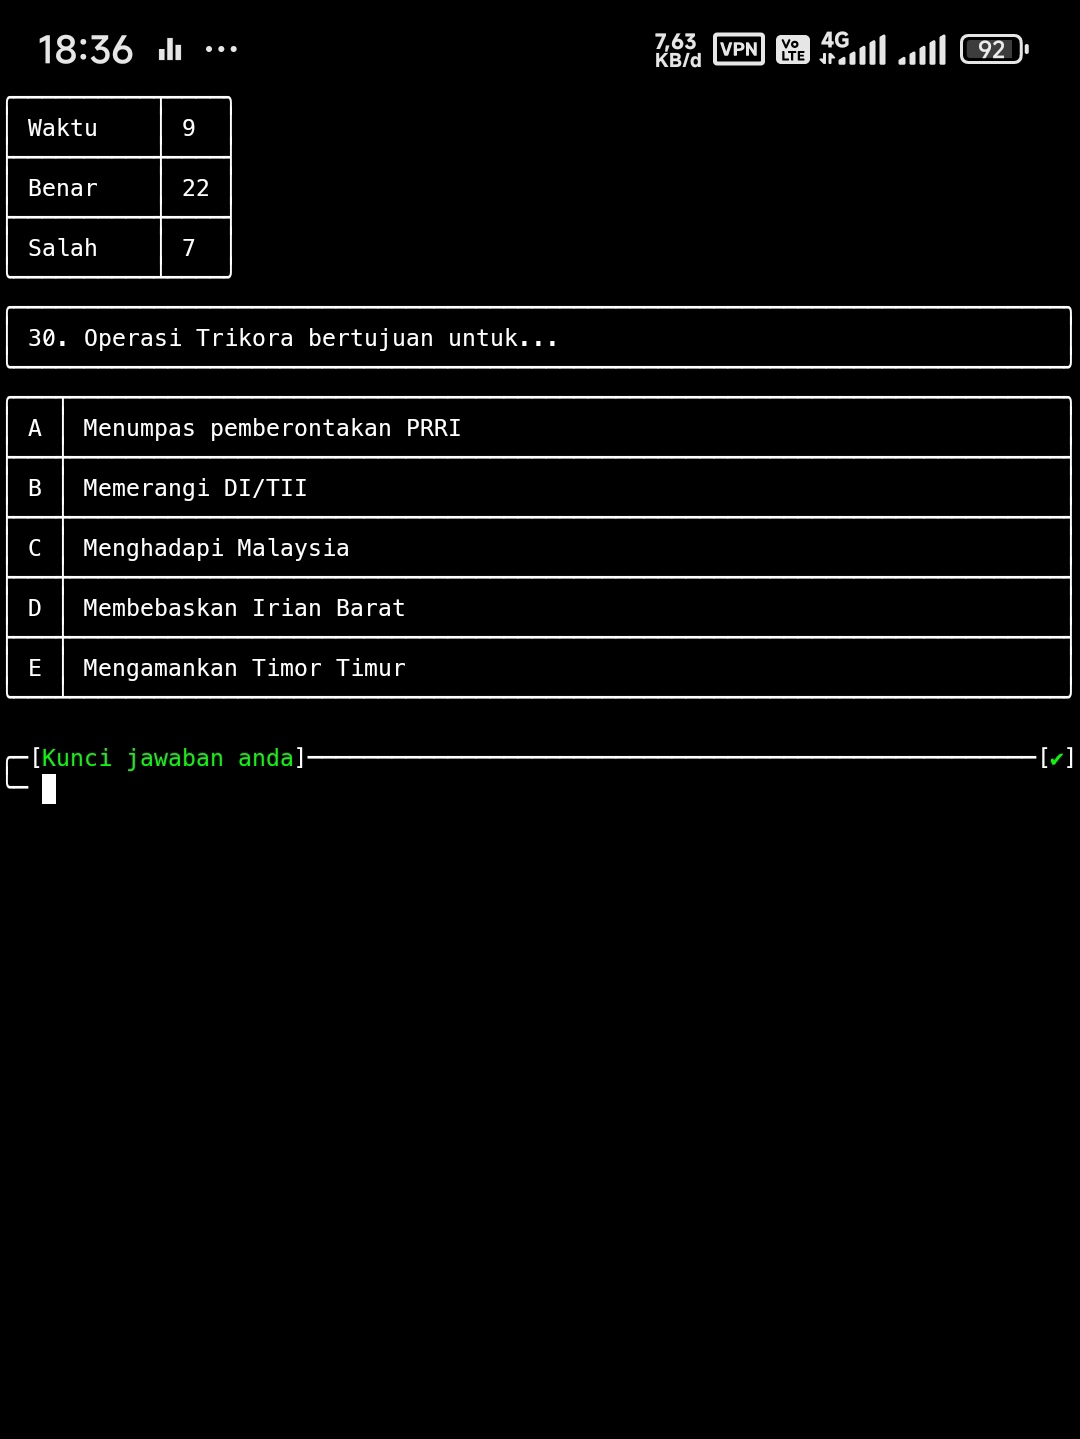 18:36 ... 7,63 KB/d VPN Vo LTE 4G 92
Waktu 9
Benar 22
Salah 7
30. Operasi Trikora bertujuan untuk...
A Menumpas pemberontakan PRRI
B Memerangi DI/TII
C Menghadapi Malaysia
D Membebaskan Irian Barat
E Mengamankan Timor Timur
[Kunci jawaban anda] [✔]